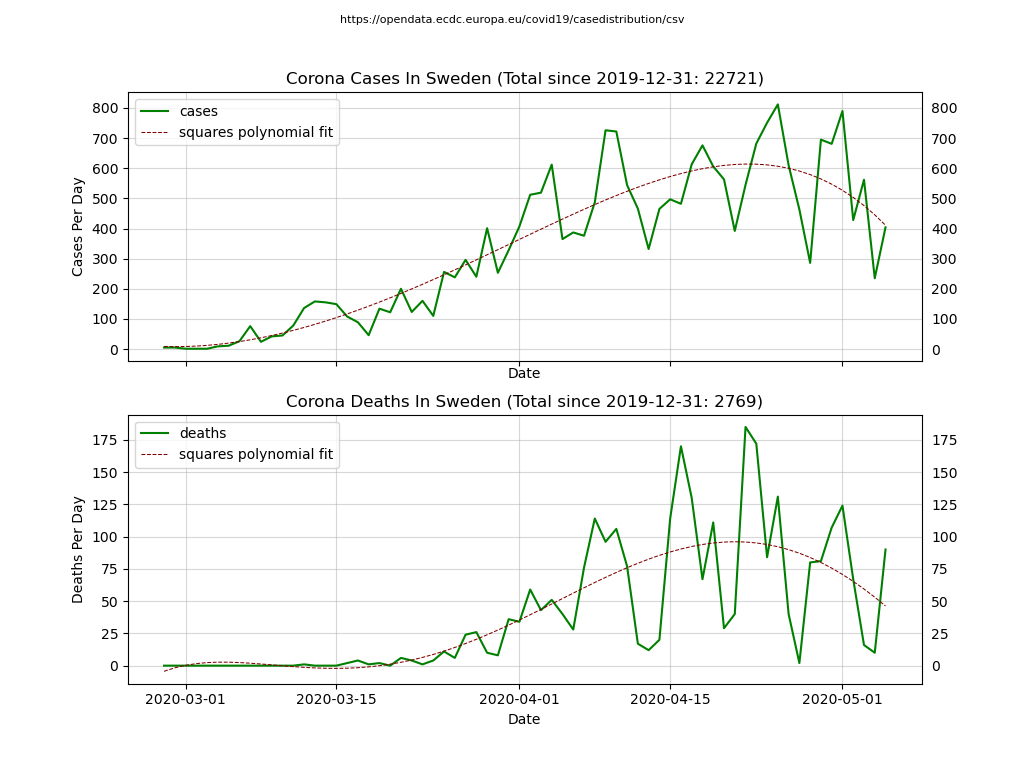 https://opendata.ecdc.europa.eu/covid19/casedistribution/csv
Corona Cases In Sweden (Total since 2019-12-31: 22721)
cases
squares polynomial fit
Cases Per Day
800 800
700 700
600 600
500 500
400 400
300 300
200 200
100 100
0 0
Date
Corona Deaths In Sweden (Total since 2019-12-31: 2769)
deaths
squares polynomial fit
Deaths Per Day
175 175
150 150
125 125
100 100
75 75
50 50
25 25
0 0
2020-03-01 2020-03-15 2020-04-01 2020-04-15 2020-05-01
Date